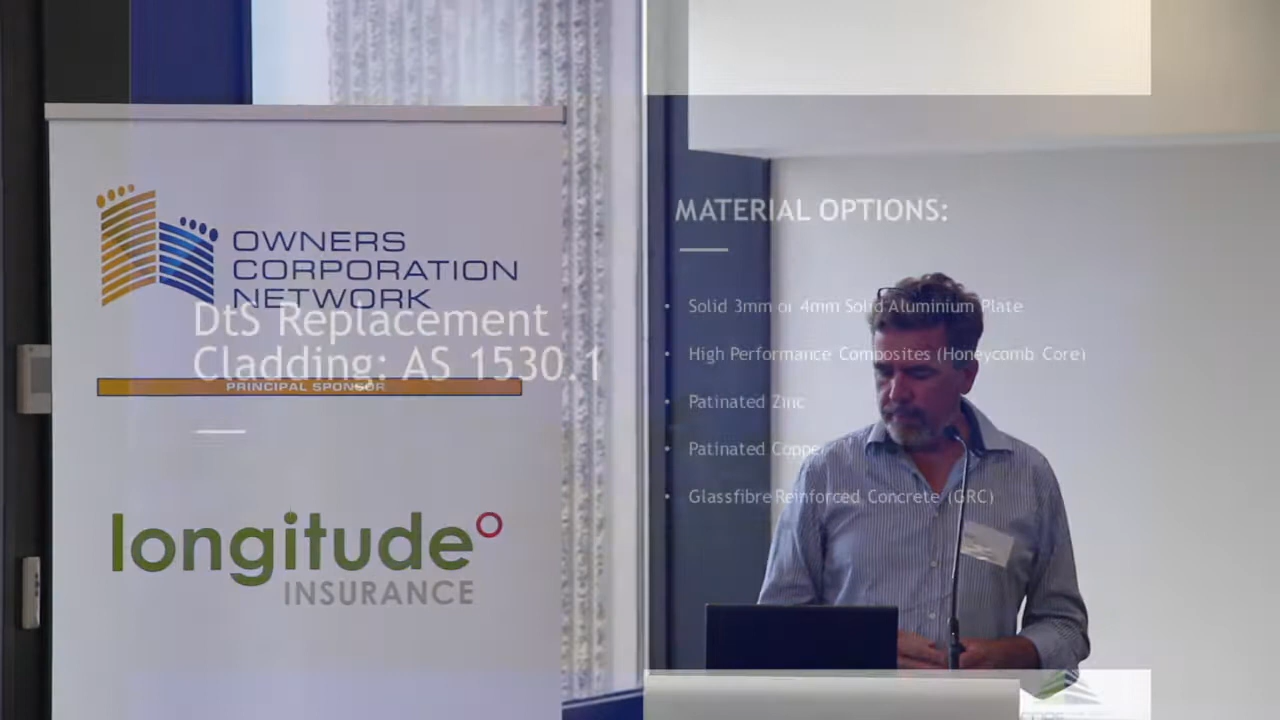 OWNERS
CORPORATION
NETWORK
DtS Replacement
Cladding: AS 1530.1
PRINCIPAL SPONSOR
longitude°
INSURANCE
MATERIAL OPTIONS:
• Solid 3mm or 4mm Solid Aluminium Plate
• High Performance Composites (Honeycomb Core)
• Patinated Zinc
• Patinated Copper
• Glassfibre Reinforced Concrete (GRC)